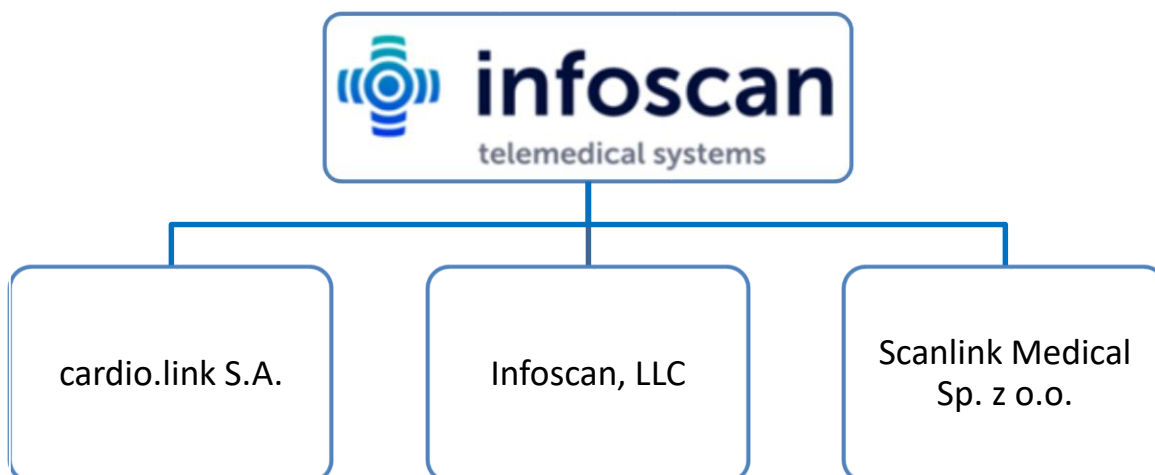 infoscan
telemedical systems
cardio.link S.A.
Infoscan, LLC
Scanlink Medical
Sp. z o.o.